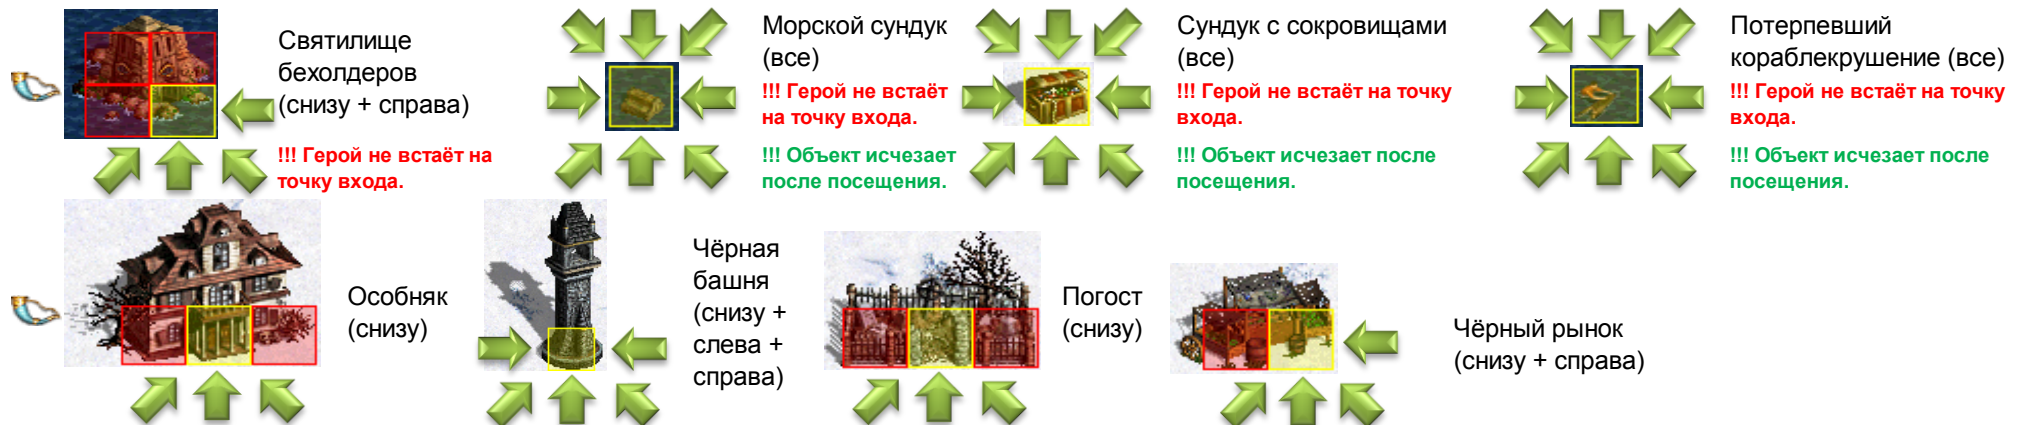 Святилище
бехолдеров
(снизу + справа)
!!! Герой не встаёт на
точку входа.
Морской сундук
(все)
!!! Герой не встаёт
на точку входа.
!!! Объект исчезает
после посещения.
Сундук с сокровищами
(все)
!!! Герой не встаёт на точку
входа.
!!! Объект исчезает после
посещения.
Потерпевший
кораблекрушение (все)
!!! Герой не встаёт на точку
входа.
!!! Объект исчезает после
посещения.
Особняк
(снизу)
Чёрная
башня
(снизу +
слева +
справа)
Погост
(снизу)
Чёрный рынок
(снизу + справа)